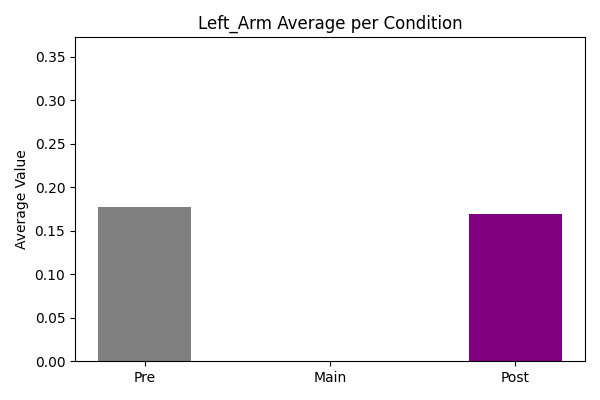 Left_Arm Average per Condition
Average Value
0.35
0.30
0.25
0.20
0.15
0.10
0.05
0.00
Pre
Main
Post